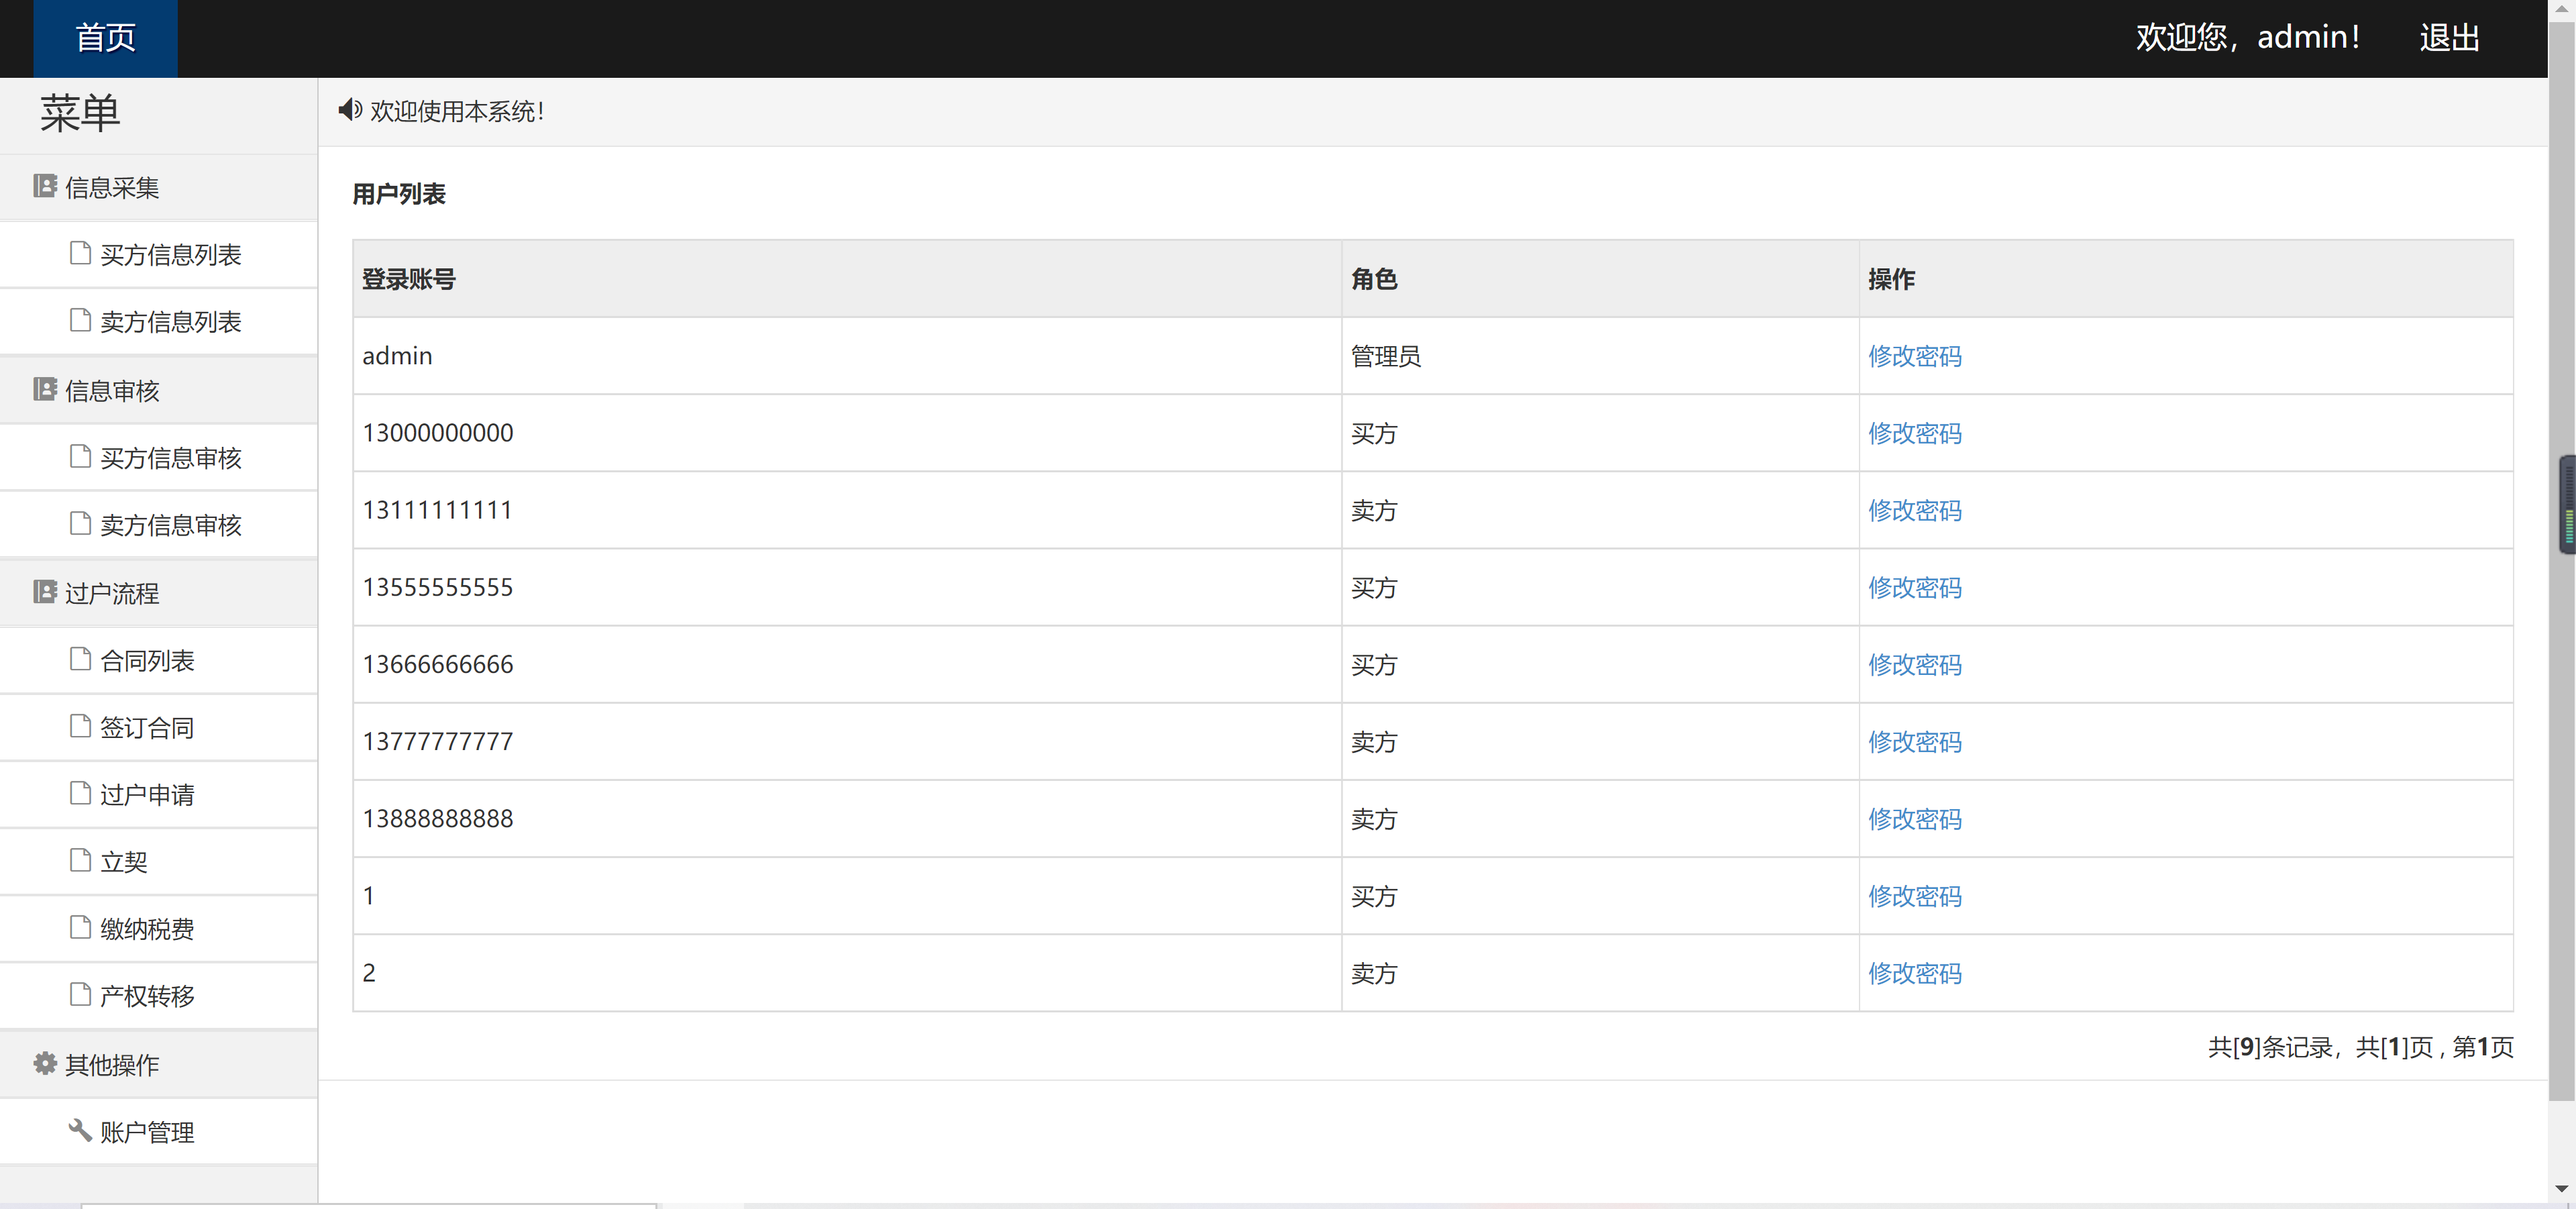 首页
欢迎您，admin！ 退出
菜单
欢迎使用本系统！
信息采集
买方信息列表
卖方信息列表
信息审核
买方信息审核
卖方信息审核
过户流程
合同列表
签订合同
过户申请
立契
缴纳税费
产权转移
其他操作
账户管理
用户列表
登录账号 角色 操作
admin 管理员 修改密码
13000000000 买方 修改密码
13111111111 卖方 修改密码
13555555555 买方 修改密码
13666666666 买方 修改密码
13777777777 卖方 修改密码
13888888888 卖方 修改密码
1 买方 修改密码
2 卖方 修改密码
共[9]条记录，共[1]页 , 第1页